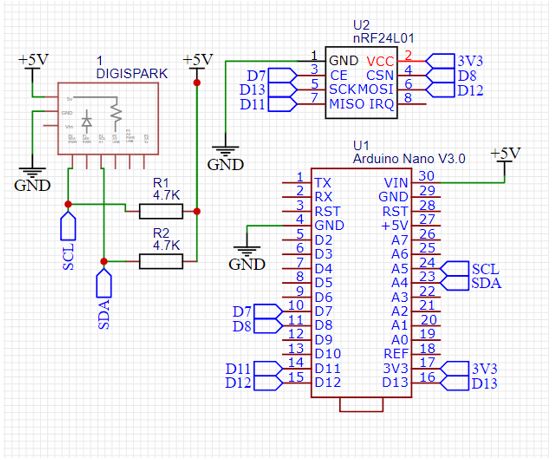 +5V
1
DIGISPARK
5v
GND
Vin
GND
SCL
SDA
R1
4.7K
R2
4.7K
+5V
U2
nRF24L01
1 GND VCC 2 3V3
D7 3 CE CSN 4 D8
D13 5 SCK MOSI 6 D12
D11 7 MISO IRQ 8
GND
U1
Arduino Nano V3.0
+5V
1 TX VIN 30
2 RX GND 29
3 RST RST 28
GND 4 GND +5V 27
5 D2 A7 26
6 D3 A6 25
7 D4 A5 24 SCL
8 D5 A4 23 SDA
9 D6 A3 22
D7 10 D7 A2 21
D8 11 D8 A1 20
12 D9 A0 19
13 D10 REF 18
D11 14 D11 3V3 17 3V3
D12 15 D12 D13 16 D13